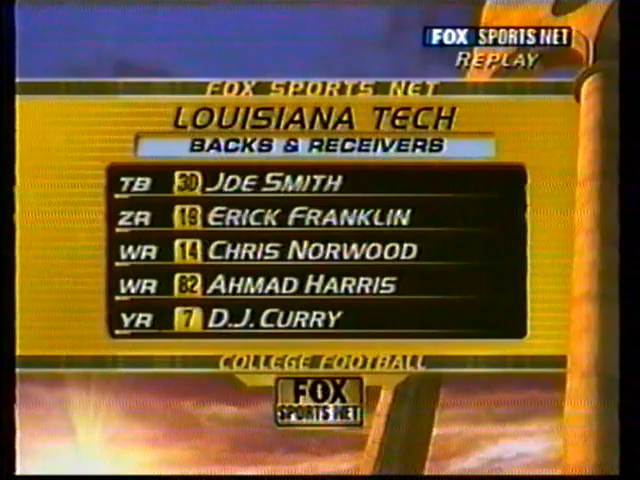 FOX SPORTS NET
REPLAY
FOX SPORTS NET
LOUISIANA TECH
BACKS & RECEIVERS
TB 30 JOE SMITH
ZR 19 ERICK FRANKLIN
WR 14 CHRIS NORWOOD
WR 82 AHMAD HARRIS
YR 7 D.J. CURRY
COLLEGE FOOTBALL
FOX
SPORTS NET